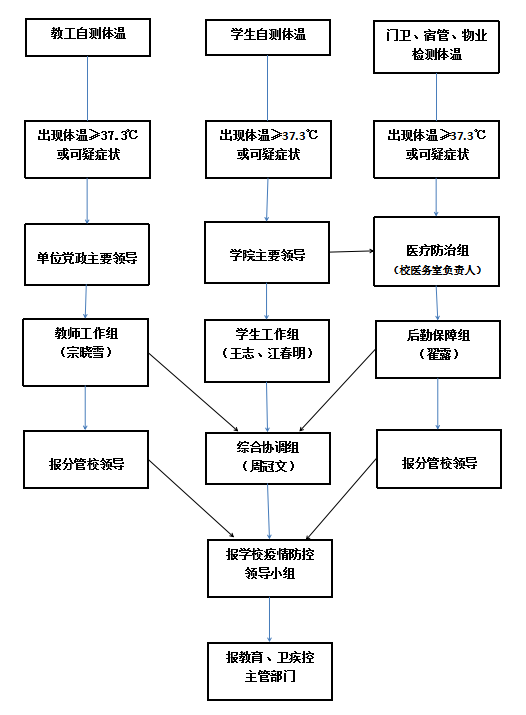 教工自测体温
学生自测体温
门卫、宿管、物业
检测体温
出现体温≥37.3℃
或可疑症状
出现体温≥37.3℃
或可疑症状
出现体温≥37.3℃
或可疑症状
单位党政主要领导
学院主要领导
医疗防治组
（校医务室负责人）
教师工作组
（宗晓雪）
学生工作组
（王志、江春明）
后勤保障组
（翟露）
报分管校领导
综合协调组
（周冠文）
报分管校领导
报学校疫情防控
领导小组
报教育、卫疾控
主管部门